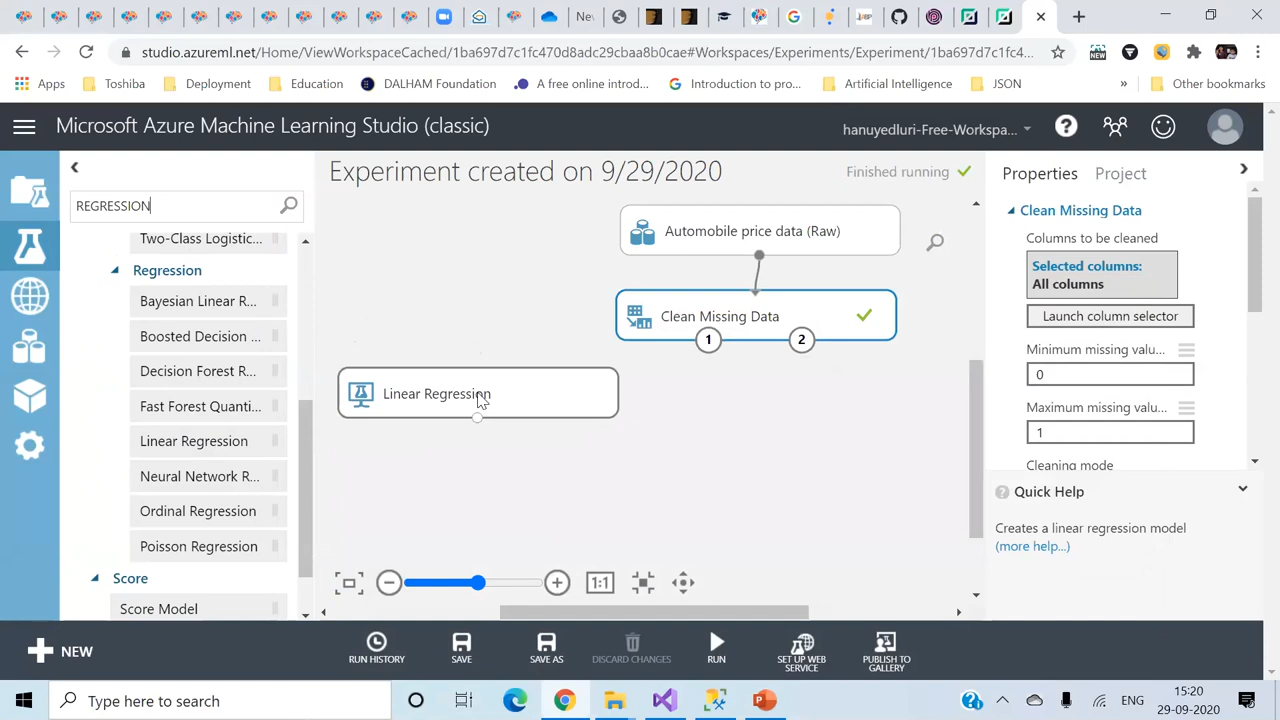 Nev
studio.azureml.net/Home/ViewWorkspaceCached/1ba697d7c1fc470d8adc29cbaa8b0cae#Workspaces/Experiments/Experiment/1ba697d7c1fc4...
Apps
Toshiba
Deployment
Education
DALHAM Foundation
A free online introd...
Introduction to pro...
Artificial Intelligence
JSON
»
Other bookmarks
Microsoft Azure Machine Learning Studio (classic)
hanuyedluri-Free-Workspa...
REGRESSION
Two-Class Logistic...
Regression
Bayesian Linear R...
Boosted Decision ...
Decision Forest R...
Fast Forest Quanti...
Linear Regression
Neural Network R...
Ordinal Regression
Poisson Regression
Score
Score Model
Experiment created on 9/29/2020
Finished running
Automobile price data (Raw)
Clean Missing Data
1
2
Linear Regression
1:1
Properties
Project
Clean Missing Data
Columns to be cleaned
Selected columns:
All columns
Launch column selector
Minimum missing valu...
0
Maximum missing valu...
1
Cleaning mode
Quick Help
Creates a linear regression model
(more help...)
NEW
RUN HISTORY
SAVE
SAVE AS
DISCARD CHANGES
RUN
SET UP WEB
SERVICE
PUBLISH TO
GALLERY
Type here to search
ENG
15:20
29-09-2020